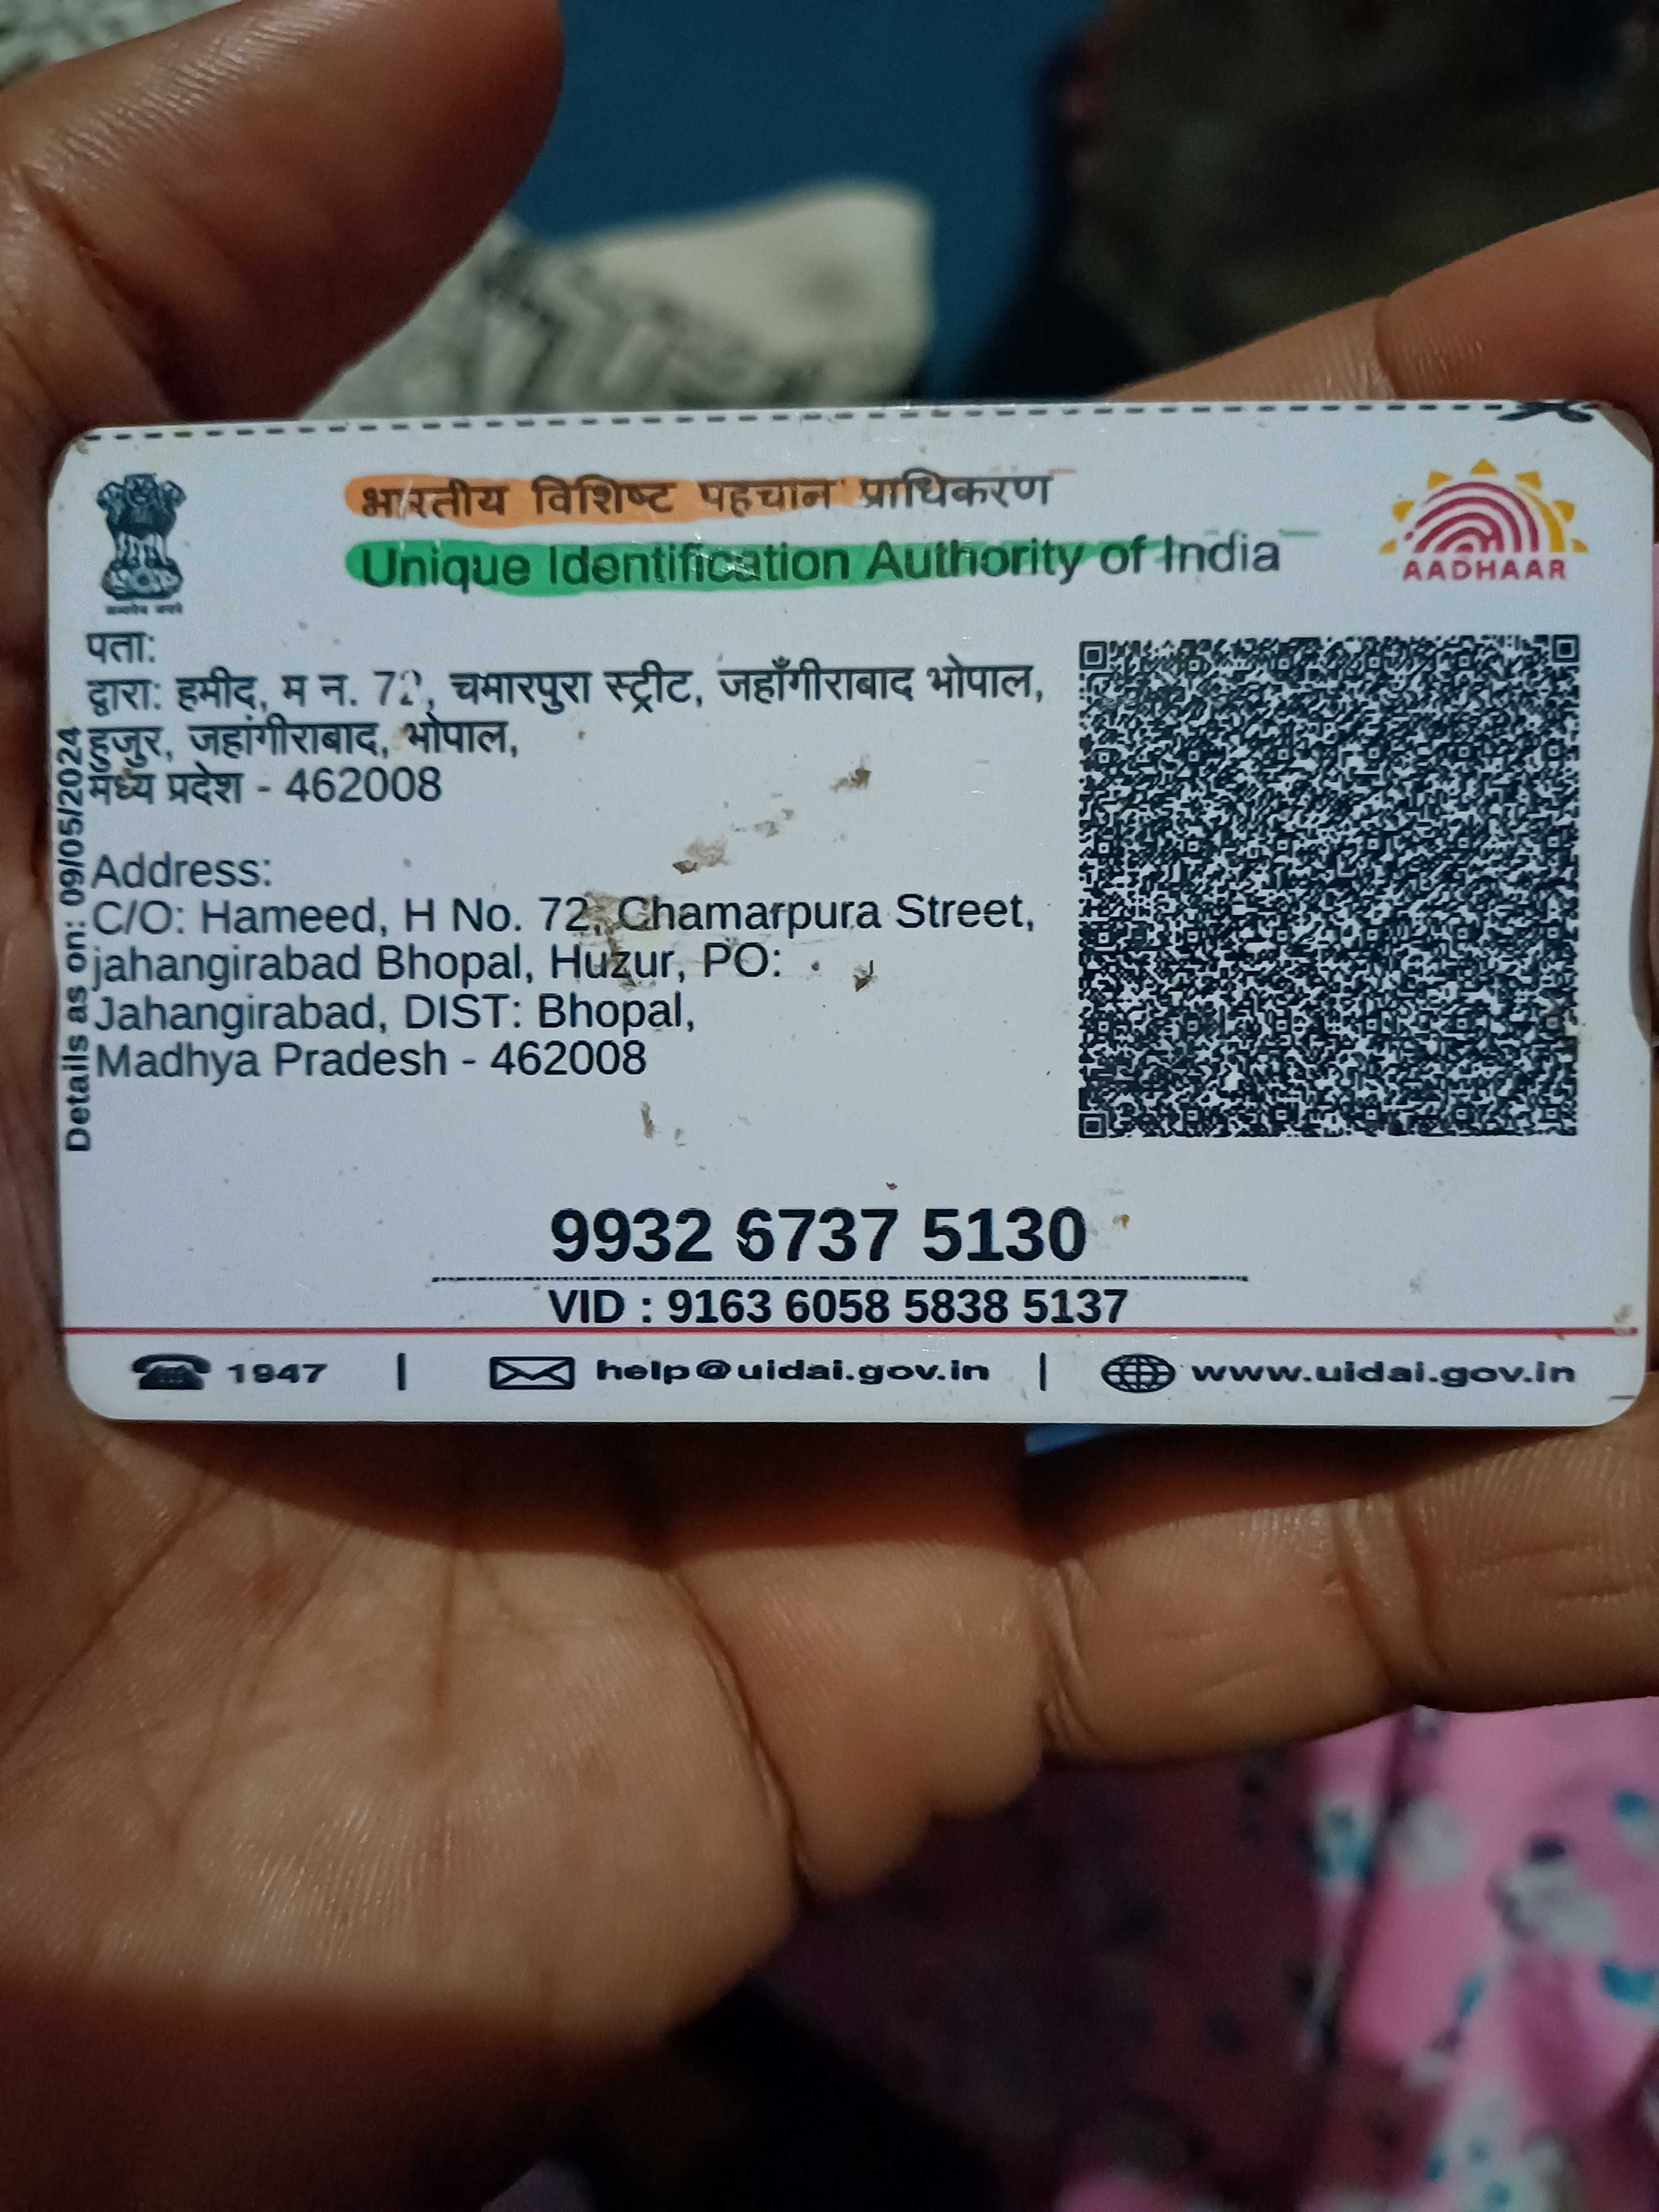 भारतीय विशिष्ट पहचान प्राधिकरण
Unique Identification Authority of India
AADHAAR
पता:
द्वारा: हमीद, म न. 72, चमारपुरा स्ट्रीट, जहाँगीराबाद भोपाल,
हुजुर, जहांगीराबाद, भोपाल,
मध्य प्रदेश - 462008
Address:
C/O: Hameed, H No. 72, Chamarpura Street,
jahangirabad Bhopal, Huzur, PO:
Jahangirabad, DIST: Bhopal,
Madhya Pradesh - 462008
Details as on: 09/05/2024
9932 6737 5130
VID : 9163 6058 5838 5137
1947 | help@uidai.gov.in | www.uidai.gov.in